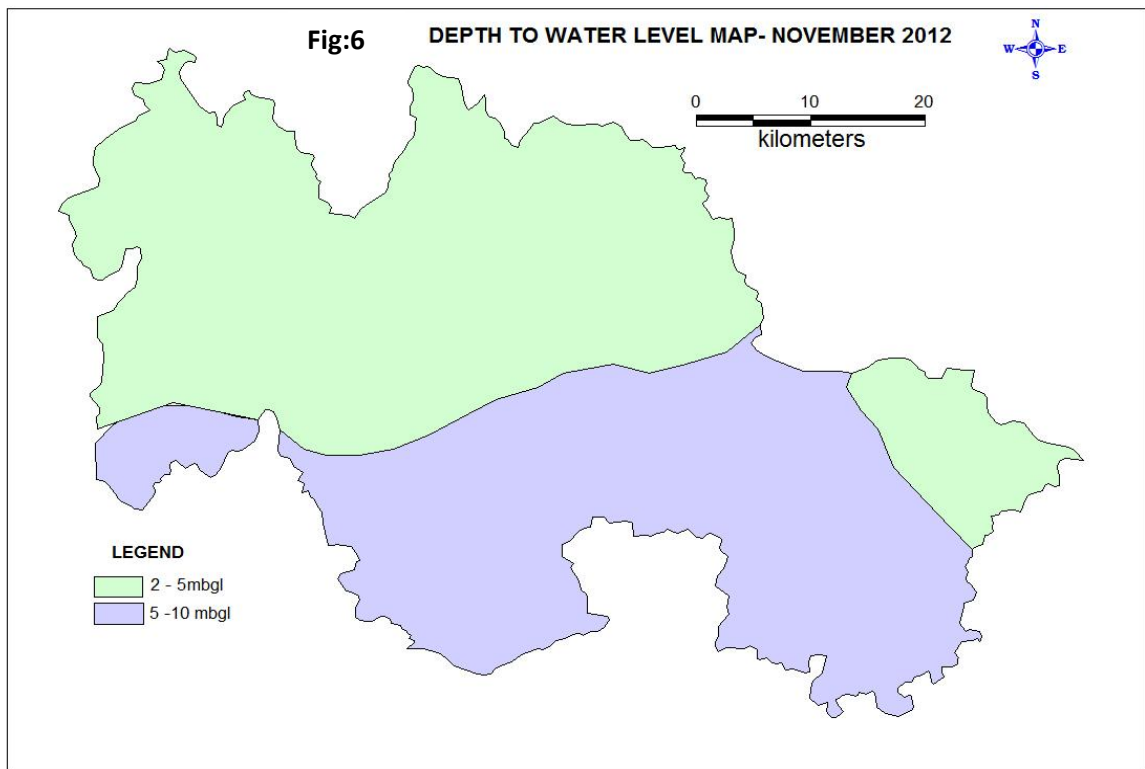 Fig:6
DEPTH TO WATER LEVEL MAP- NOVEMBER 2012
N
W E
S
0 10 20
kilometers
LEGEND
2 - 5mbgl
5 -10 mbgl